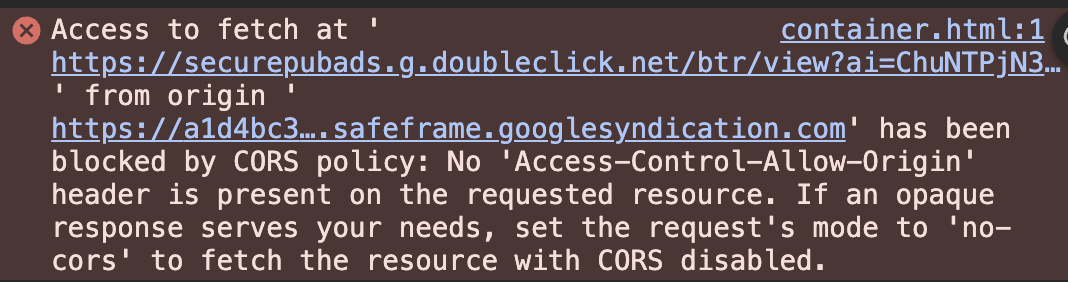 Access to fetch at ' container.html:1
https://securepubads.g.doubleclick.net/btr/view?ai=ChuNTPjN3…
' from origin '
https://a1d4bc3….safeframe.googlesyndication.com' has been
blocked by CORS policy: No 'Access-Control-Allow-Origin'
header is present on the requested resource. If an opaque
response serves your needs, set the request's mode to 'no-
cors' to fetch the resource with CORS disabled.